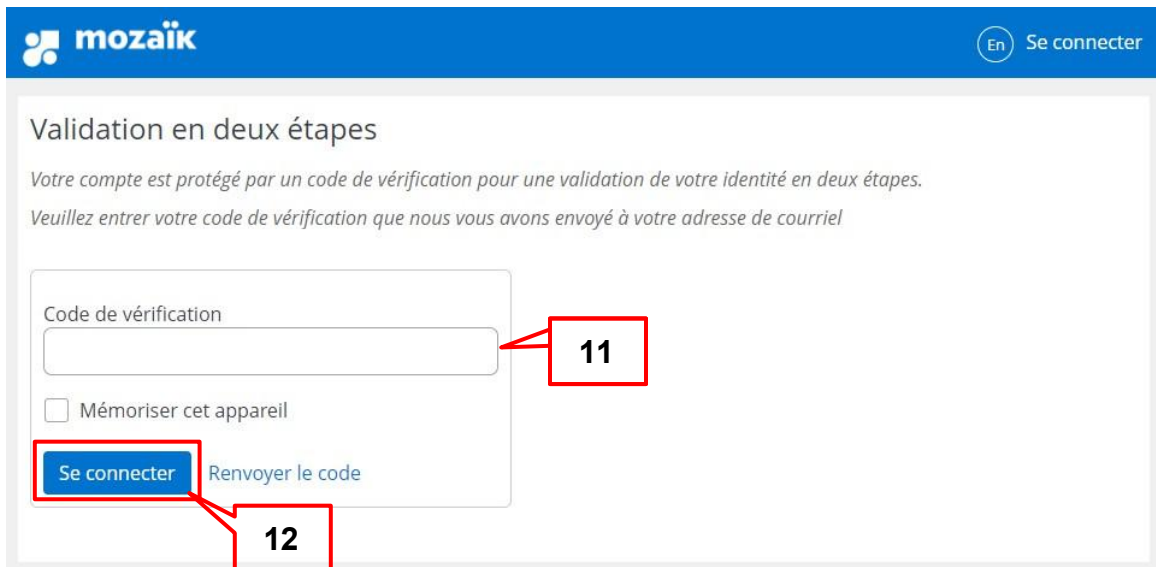 mozaïk
En Se connecter
Validation en deux étapes
Votre compte est protégé par un code de vérification pour une validation de votre identité en deux étapes.
Veuillez entrer votre code de vérification que nous vous avons envoyé à votre adresse de courriel
Code de vérification
11
Mémoriser cet appareil
Se connecter Renvoyer le code
12